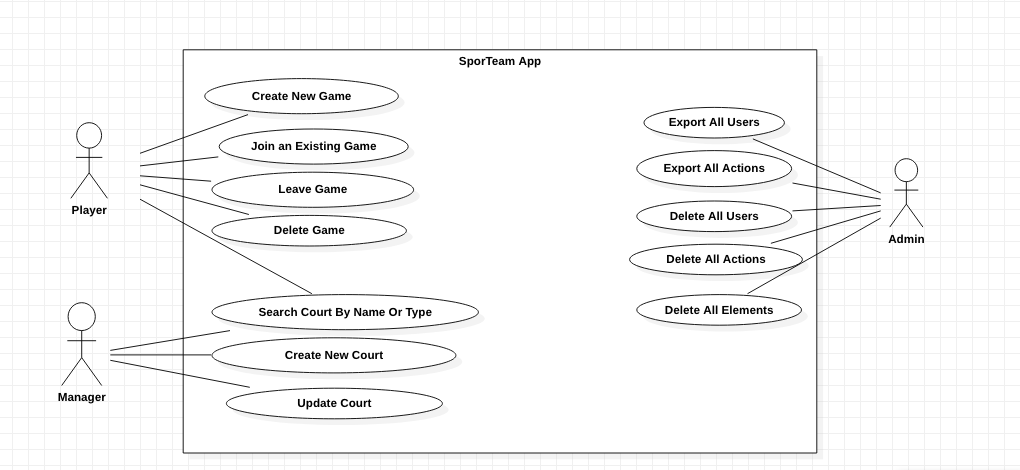 SporTeam App
Create New Game
Join an Existing Game
Leave Game
Delete Game
Search Court By Name Or Type
Create New Court
Update Court
Export All Users
Export All Actions
Delete All Users
Delete All Actions
Delete All Elements
Player
Manager
Admin